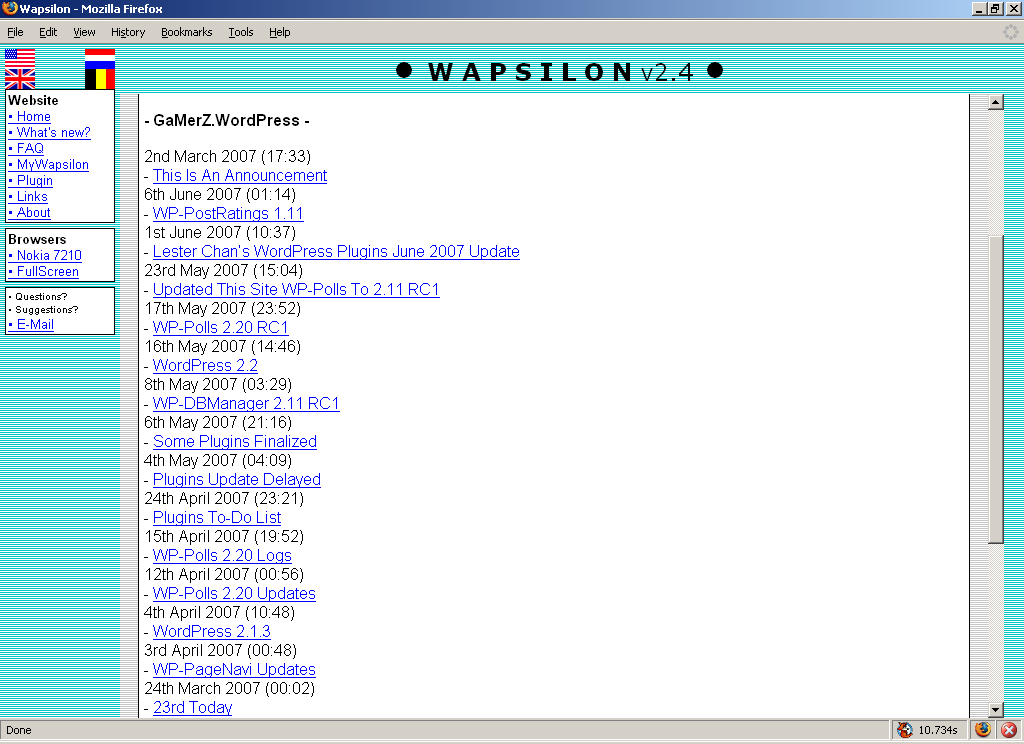 Wapsilon - Mozilla Firefox
File Edit View History Bookmarks Tools Help
● W A P S I L O N v2.4 ●
Website
• Home
• What's new?
• FAQ
• MyWapsilon
• Plugin
• Links
• About
Browsers
• Nokia 7210
• FullScreen
• Questions?
• Suggestions?
• E-Mail
- GaMerZ.WordPress -
2nd March 2007 (17:33)
- This Is An Announcement
6th June 2007 (01:14)
- WP-PostRatings 1.11
1st June 2007 (10:37)
- Lester Chan's WordPress Plugins June 2007 Update
23rd May 2007 (15:04)
- Updated This Site WP-Polls To 2.11 RC1
17th May 2007 (23:52)
- WP-Polls 2.20 RC1
16th May 2007 (14:46)
- WordPress 2.2
8th May 2007 (03:29)
- WP-DBManager 2.11 RC1
6th May 2007 (21:16)
- Some Plugins Finalized
4th May 2007 (04:09)
- Plugins Update Delayed
24th April 2007 (23:21)
- Plugins To-Do List
15th April 2007 (19:52)
- WP-Polls 2.20 Logs
12th April 2007 (00:56)
- WP-Polls 2.20 Updates
4th April 2007 (10:48)
- WordPress 2.1.3
3rd April 2007 (00:48)
- WP-PageNavi Updates
24th March 2007 (00:02)
- 23rd Today
Done 10.734s